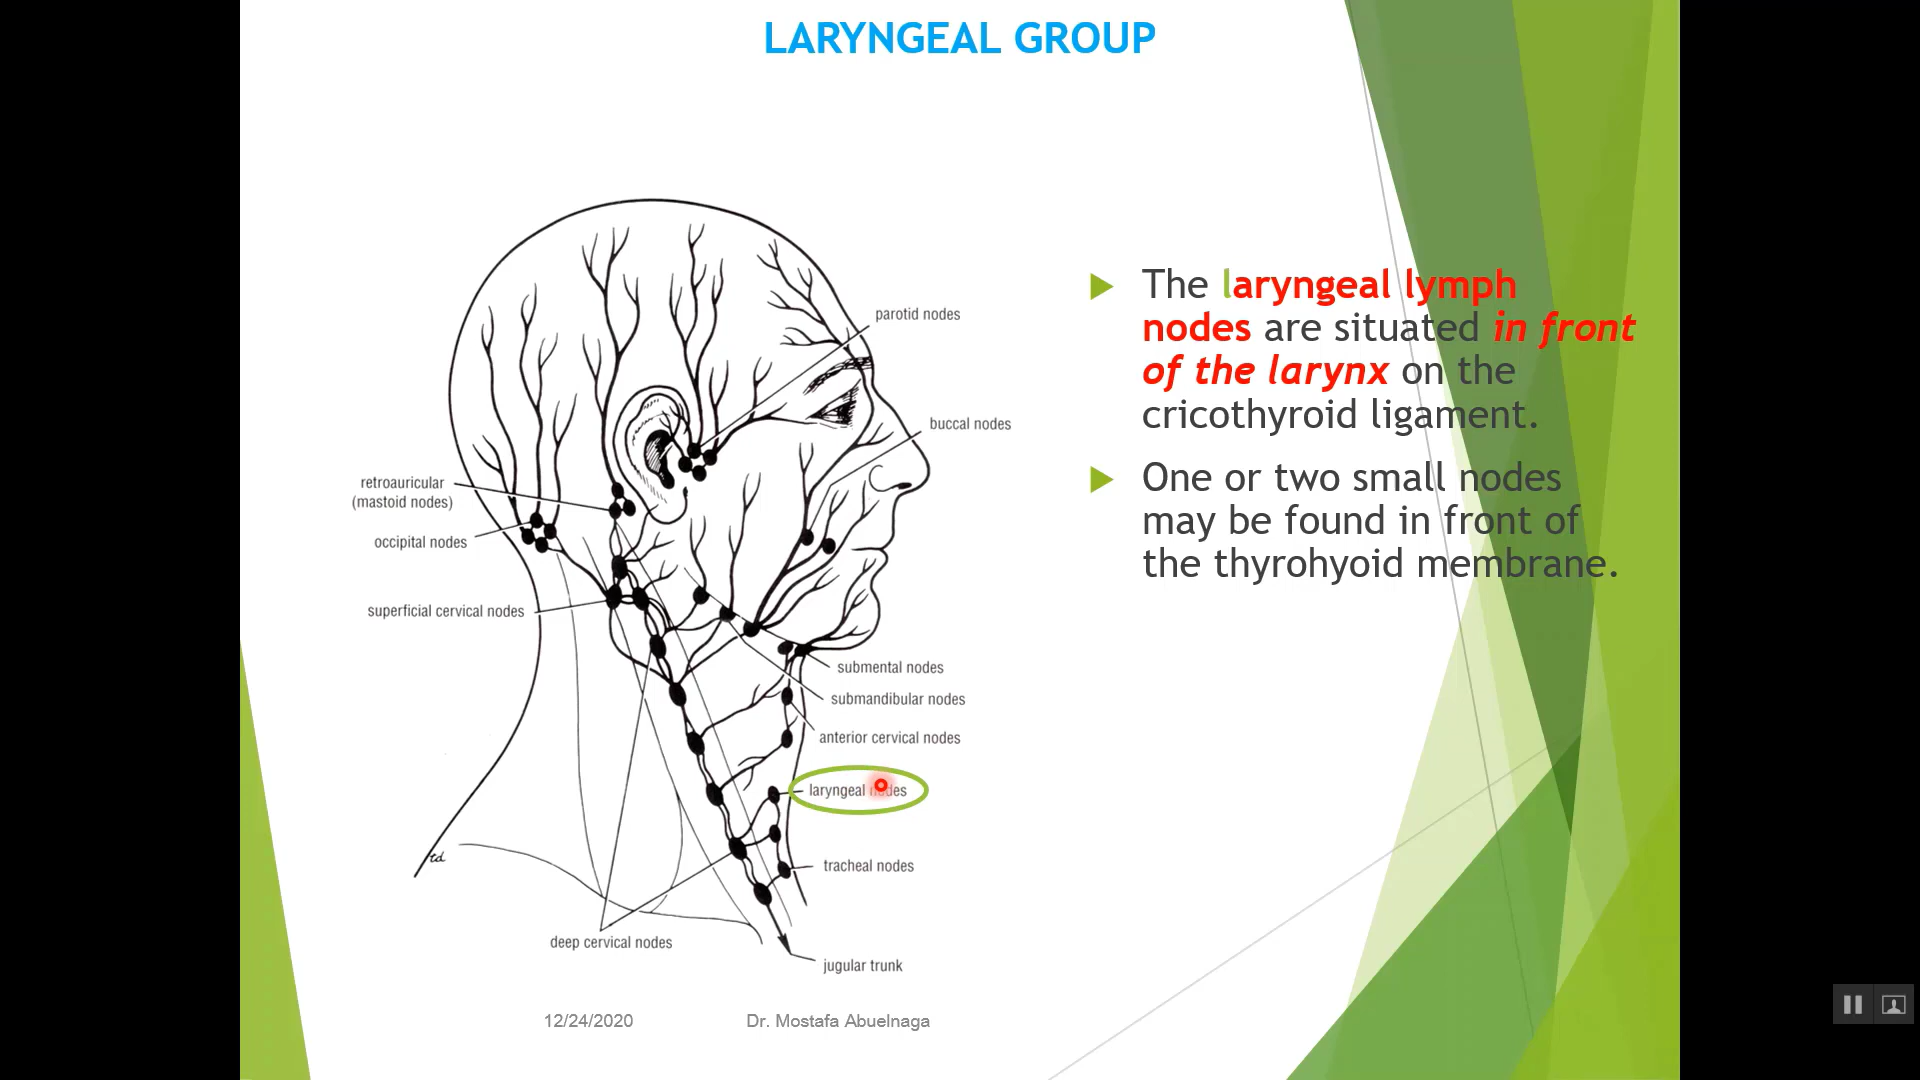 LARYNGEAL GROUP
parotid nodes
buccal nodes
retroauricular
(mastoid nodes)
occipital nodes
superficial cervical nodes
submental nodes
submandibular nodes
anterior cervical nodes
laryngeal nodes
tracheal nodes
deep cervical nodes
jugular trunk
td
The laryngeal lymph
nodes are situated in front
of the larynx on the
cricothyroid ligament.
One or two small nodes
may be found in front of
the thyrohyoid membrane.
12/24/2020
Dr. Mostafa Abuelnaga